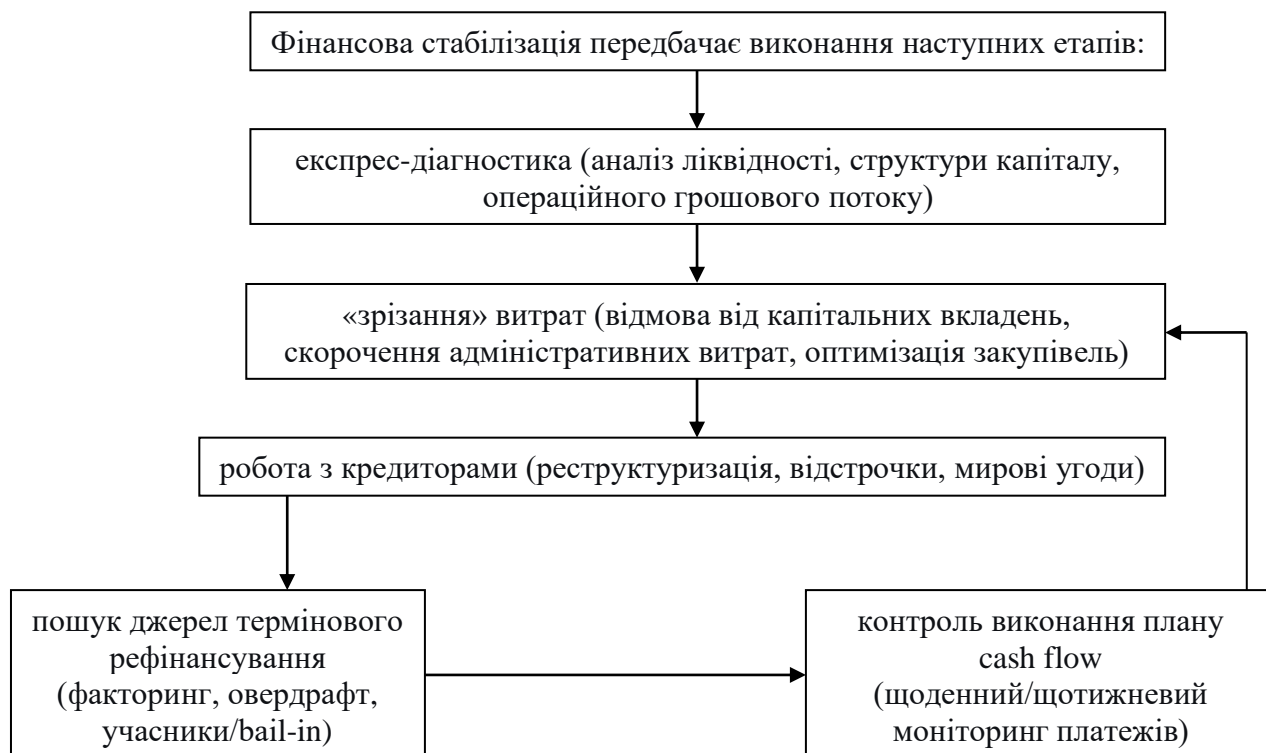 Фінансова стабілізація передбачає виконання наступних етапів:
експрес-діагностика (аналіз ліквідності, структури капіталу,
операційного грошового потоку)
«зрізання» витрат (відмова від капітальних вкладень,
скорочення адміністративних витрат, оптимізація закупівель)
робота з кредиторами (реструктуризація, відстрочки, мирові угоди)
пошук джерел термінового
рефінансування
(факторинг, овердрафт,
учасники/bail-in)
контроль виконання плану
cash flow
(щоденний/щотижневий
моніторинг платежів)